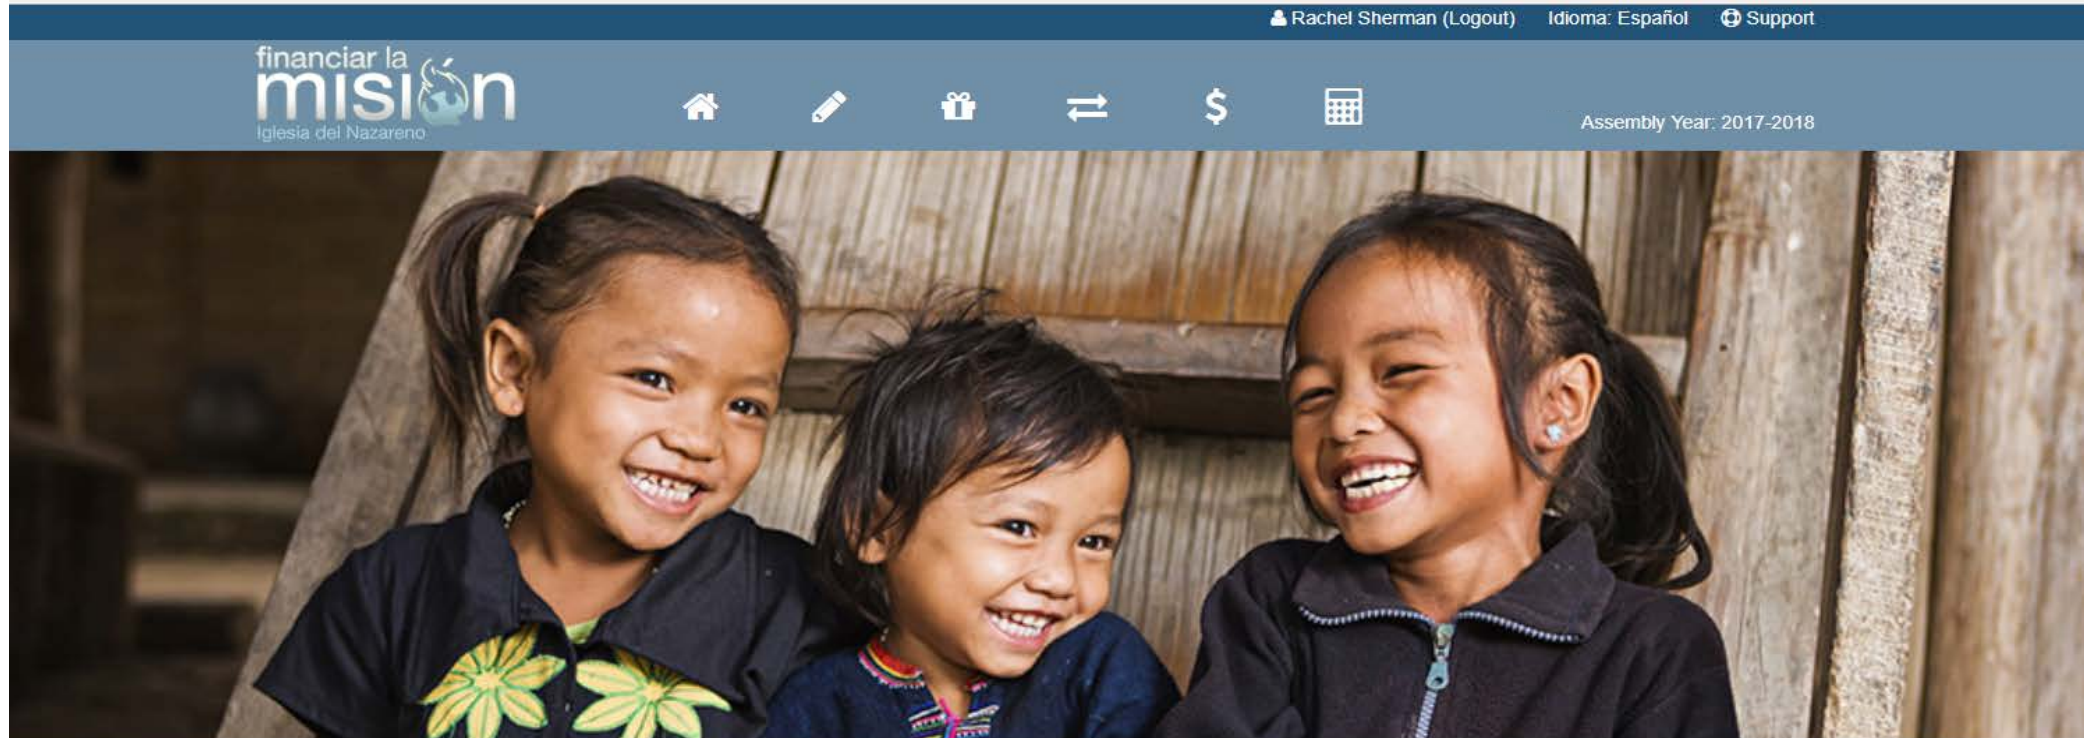 Rachel Sherman (Logout) Idioma: Español Support
financiar la
misión
Iglesia del Nazareno
Assembly Year: 2017-2018